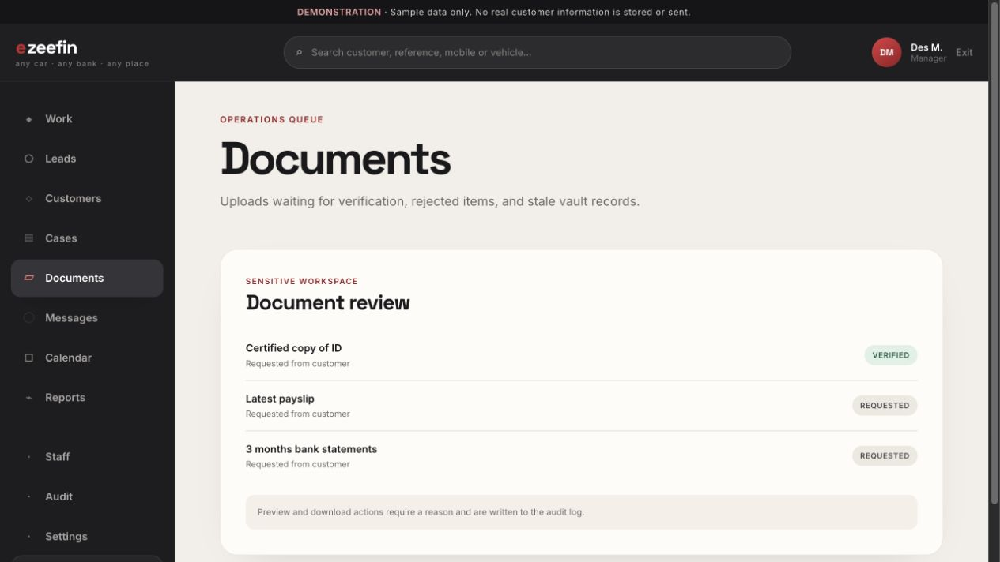 DEMONSTRATION · Sample data only. No real customer information is stored or sent.
ezeefin
any car · any bank · any place
Search customer, reference, mobile or vehicle...
DM
Des M.
Manager
Exit
Work
Leads
Customers
Cases
Documents
Messages
Calendar
Reports
Staff
Audit
Settings
OPERATIONS QUEUE
Documents
Uploads waiting for verification, rejected items, and stale vault records.
SENSITIVE WORKSPACE
Document review
Certified copy of ID
Requested from customer
VERIFIED
Latest payslip
Requested from customer
REQUESTED
3 months bank statements
Requested from customer
REQUESTED
Preview and download actions require a reason and are written to the audit log.